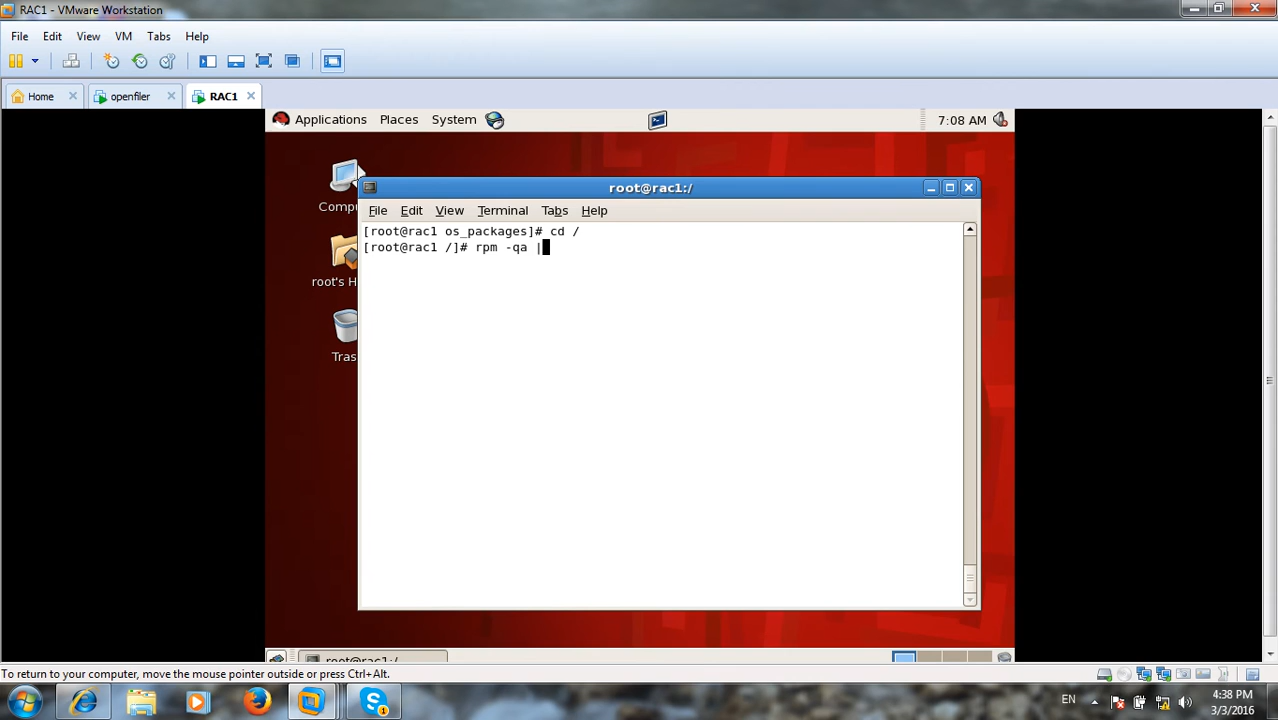 RAC1 - VMware Workstation
File Edit View VM Tabs Help
Home openfiler RAC1
Applications Places System 7:08 AM
root@rac1:/
File Edit View Terminal Tabs Help
[root@rac1 os_packages]# cd /
[root@rac1 /]# rpm -qa |
Compu
root's H
Tras
root@rac1:/
To return to your computer, move the mouse pointer outside or press Ctrl+Alt.
EN 4:38 PM
3/3/2016
1